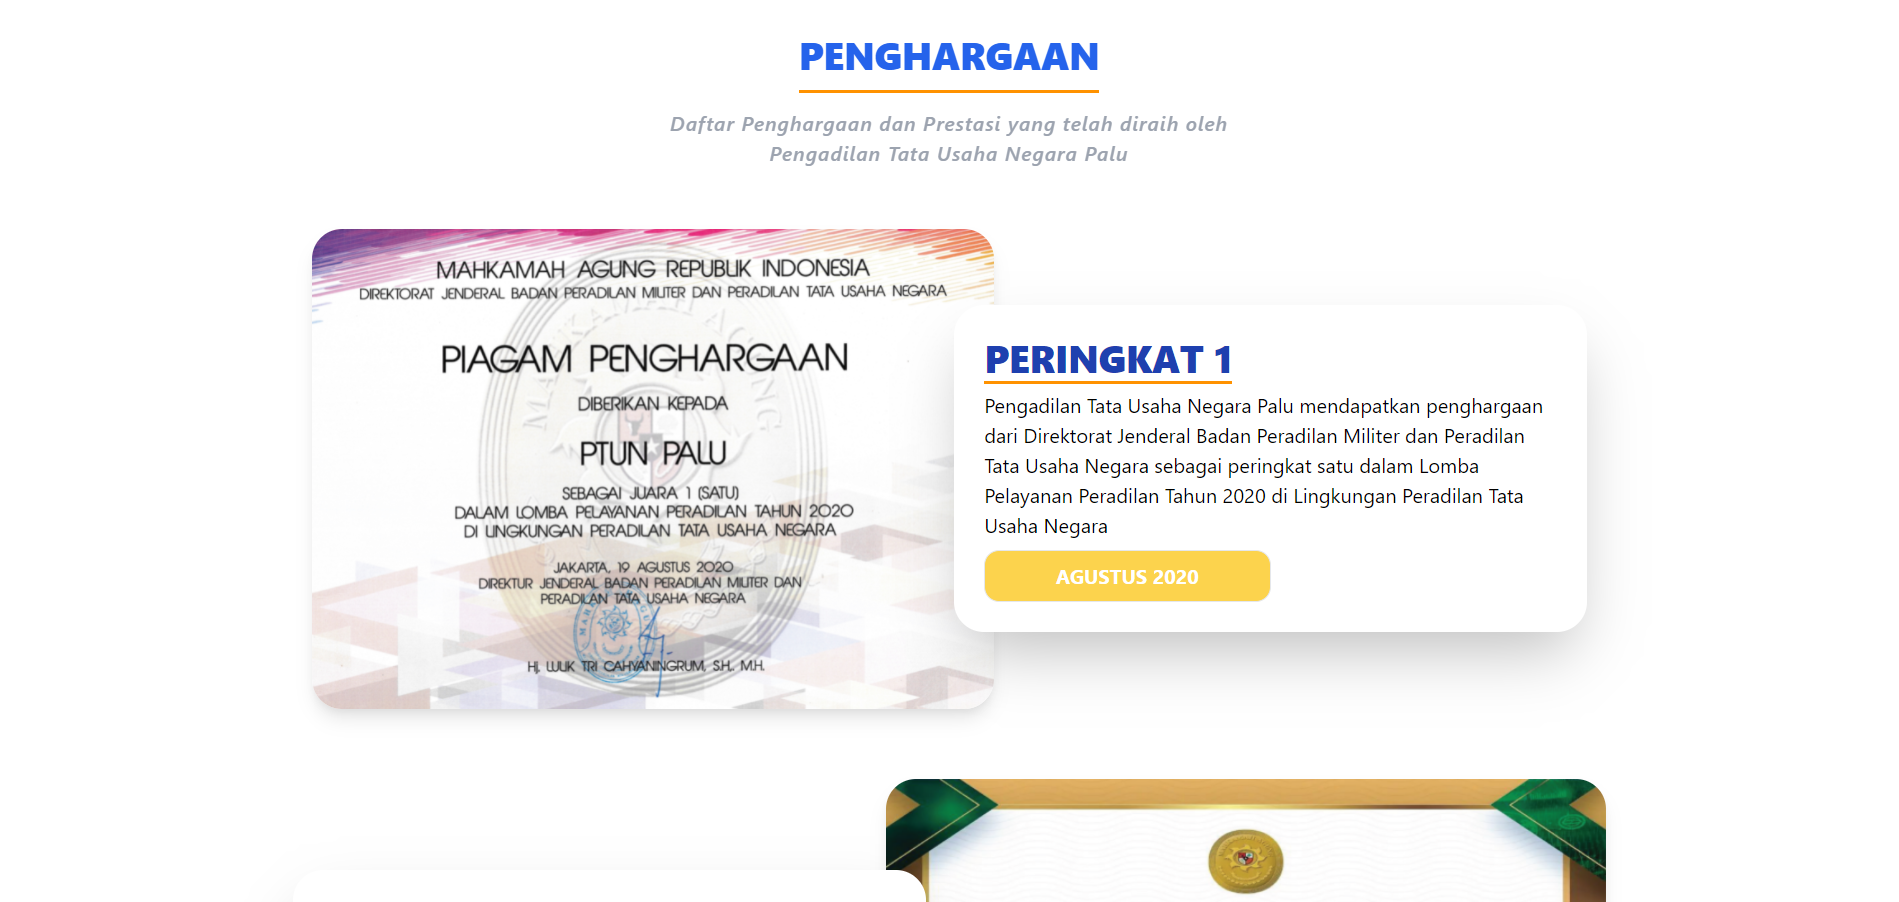 PENGHARGAAN
Daftar Penghargaan dan Prestasi yang telah diraih oleh
Pengadilan Tata Usaha Negara Palu
MAHKAMAH AGUNG REPUBLIK INDONESIA
DIREKTORAT JENDERAL BADAN PERADILAN MILITER DAN PERADILAN TATA USAHA NEGARA
PIAGAM PENGHARGAAN
DIBERIKAN KEPADA
PTUN PALU
SEBAGAI JUARA 1 (SATU)
DALAM LOMBA PELAYANAN PERADILAN TAHUN 2020
DI LINGKUNGAN PERADILAN TATA USAHA NEGARA
JAKARTA, 19 AGUSTUS 2020
DIREKTUR JENDERAL BADAN PERADILAN MILITER DAN
PERADILAN TATA USAHA NEGARA
Hj. LULIK TRI CAHYANINGRUM, S.H., M.H.
MAHKAMAH AGUNG
PERINGKAT 1
Pengadilan Tata Usaha Negara Palu mendapatkan penghargaan
dari Direktorat Jenderal Badan Peradilan Militer dan Peradilan
Tata Usaha Negara sebagai peringkat satu dalam Lomba
Pelayanan Peradilan Tahun 2020 di Lingkungan Peradilan Tata
Usaha Negara
AGUSTUS 2020